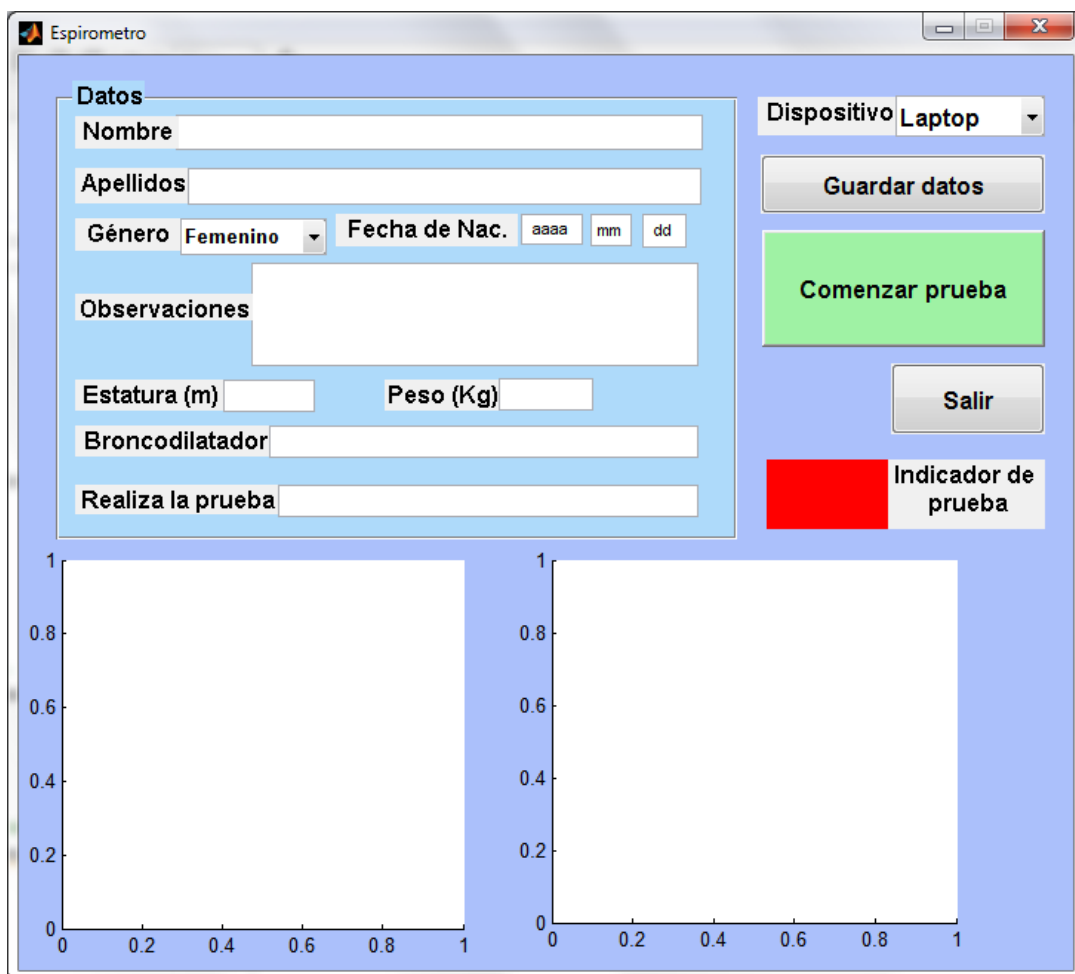 Espirometro
Datos
Nombre
Apellidos
Género Femenino Fecha de Nac. aaaa mm dd
Observaciones
Estatura (m) Peso (Kg)
Broncodilatador
Realiza la prueba
Dispositivo Laptop
Guardar datos
Comenzar prueba
Salir
Indicador de
prueba
1
0.8
0.6
0.4
0.2
0
0 0.2 0.4 0.6 0.8 1
1
0.8
0.6
0.4
0.2
0
0 0.2 0.4 0.6 0.8 1